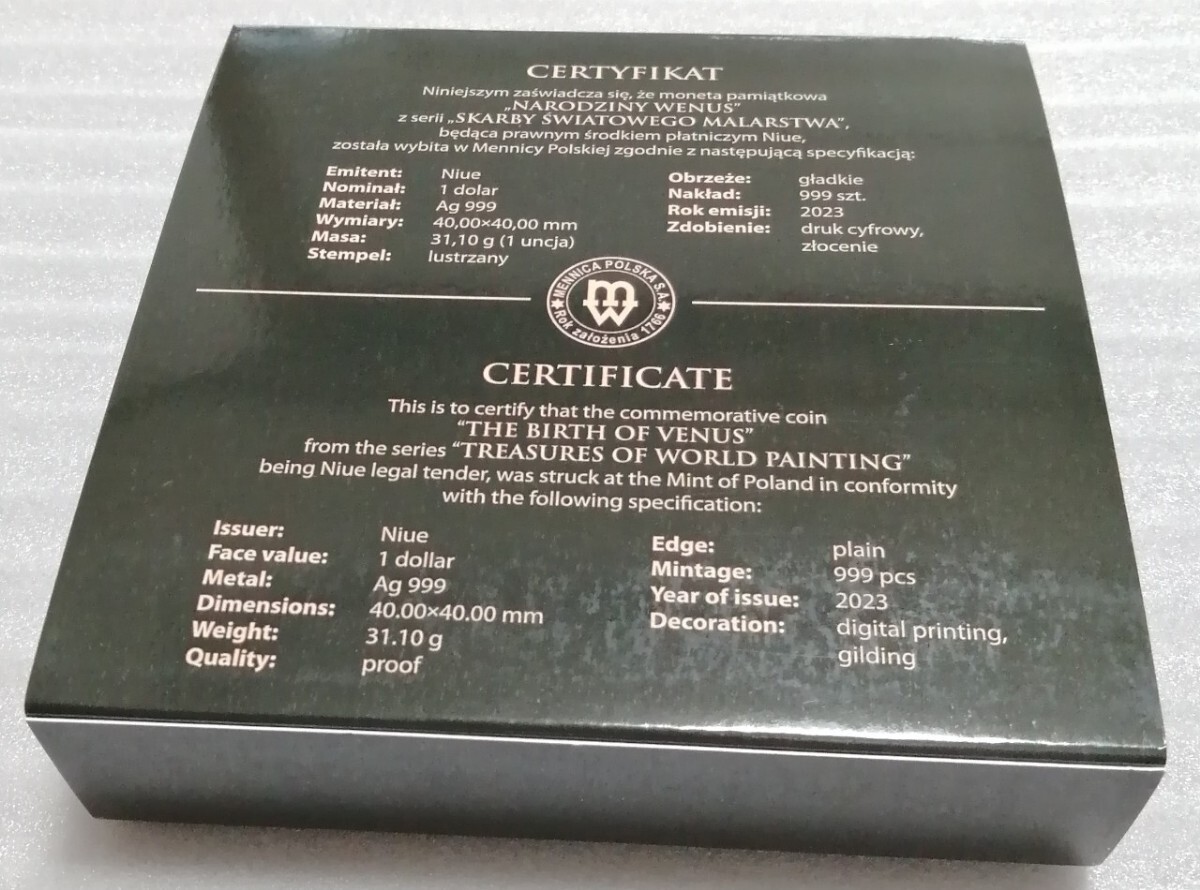 CERTYFIKAT
Niniejszym zaświadcza się, że moneta pamiątkowa
„NARODZINY WENUS”
z serii „SKARBY ŚWIATOWEGO MALARSTWA”,
będąca prawnym środkiem płatniczym Niue,
została wybita w Mennicy Polskiej zgodnie z następującą specyfikacją:
Emitent: Niue
Nominał: 1 dolar
Materiał: Ag 999
Wymiary: 40,00×40,00 mm
Masa: 31,10 g (1 uncja)
Stempel: lustrzany
Obrzeże: gładkie
Nakład: 999 szt.
Rok emisji: 2023
Zdobienie: druk cyfrowy,
złocenie
MENNICA POLSKA S.A.
mw
Rok założenia 1766
CERTIFICATE
This is to certify that the commemorative coin
“THE BIRTH OF VENUS”
from the series “TREASURES OF WORLD PAINTING”
being Niue legal tender, was struck at the Mint of Poland in conformity
with the following specification:
Issuer: Niue
Face value: 1 dollar
Metal: Ag 999
Dimensions: 40.00×40.00 mm
Weight: 31.10 g
Quality: proof
Edge: plain
Mintage: 999 pcs
Year of issue: 2023
Decoration: digital printing,
gilding